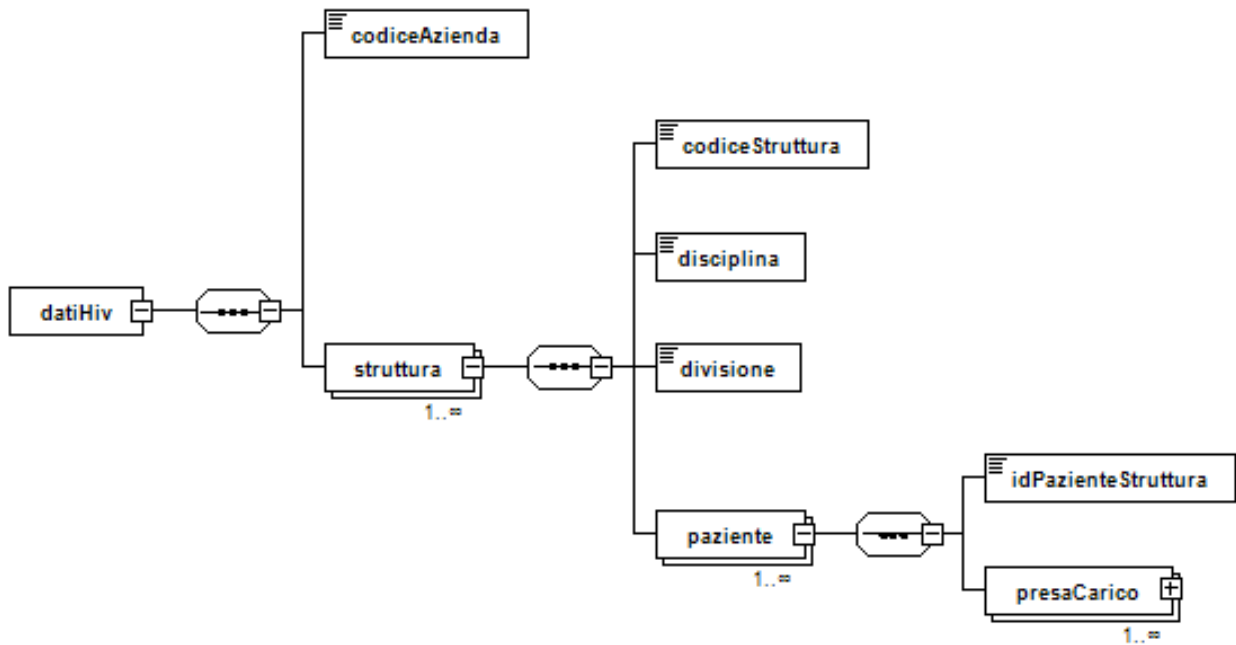 codiceAzienda
codiceStruttura
disciplina
datiHiv
struttura
1..∞
divisione
idPazienteStruttura
paziente
1..∞
presaCarico
1..∞